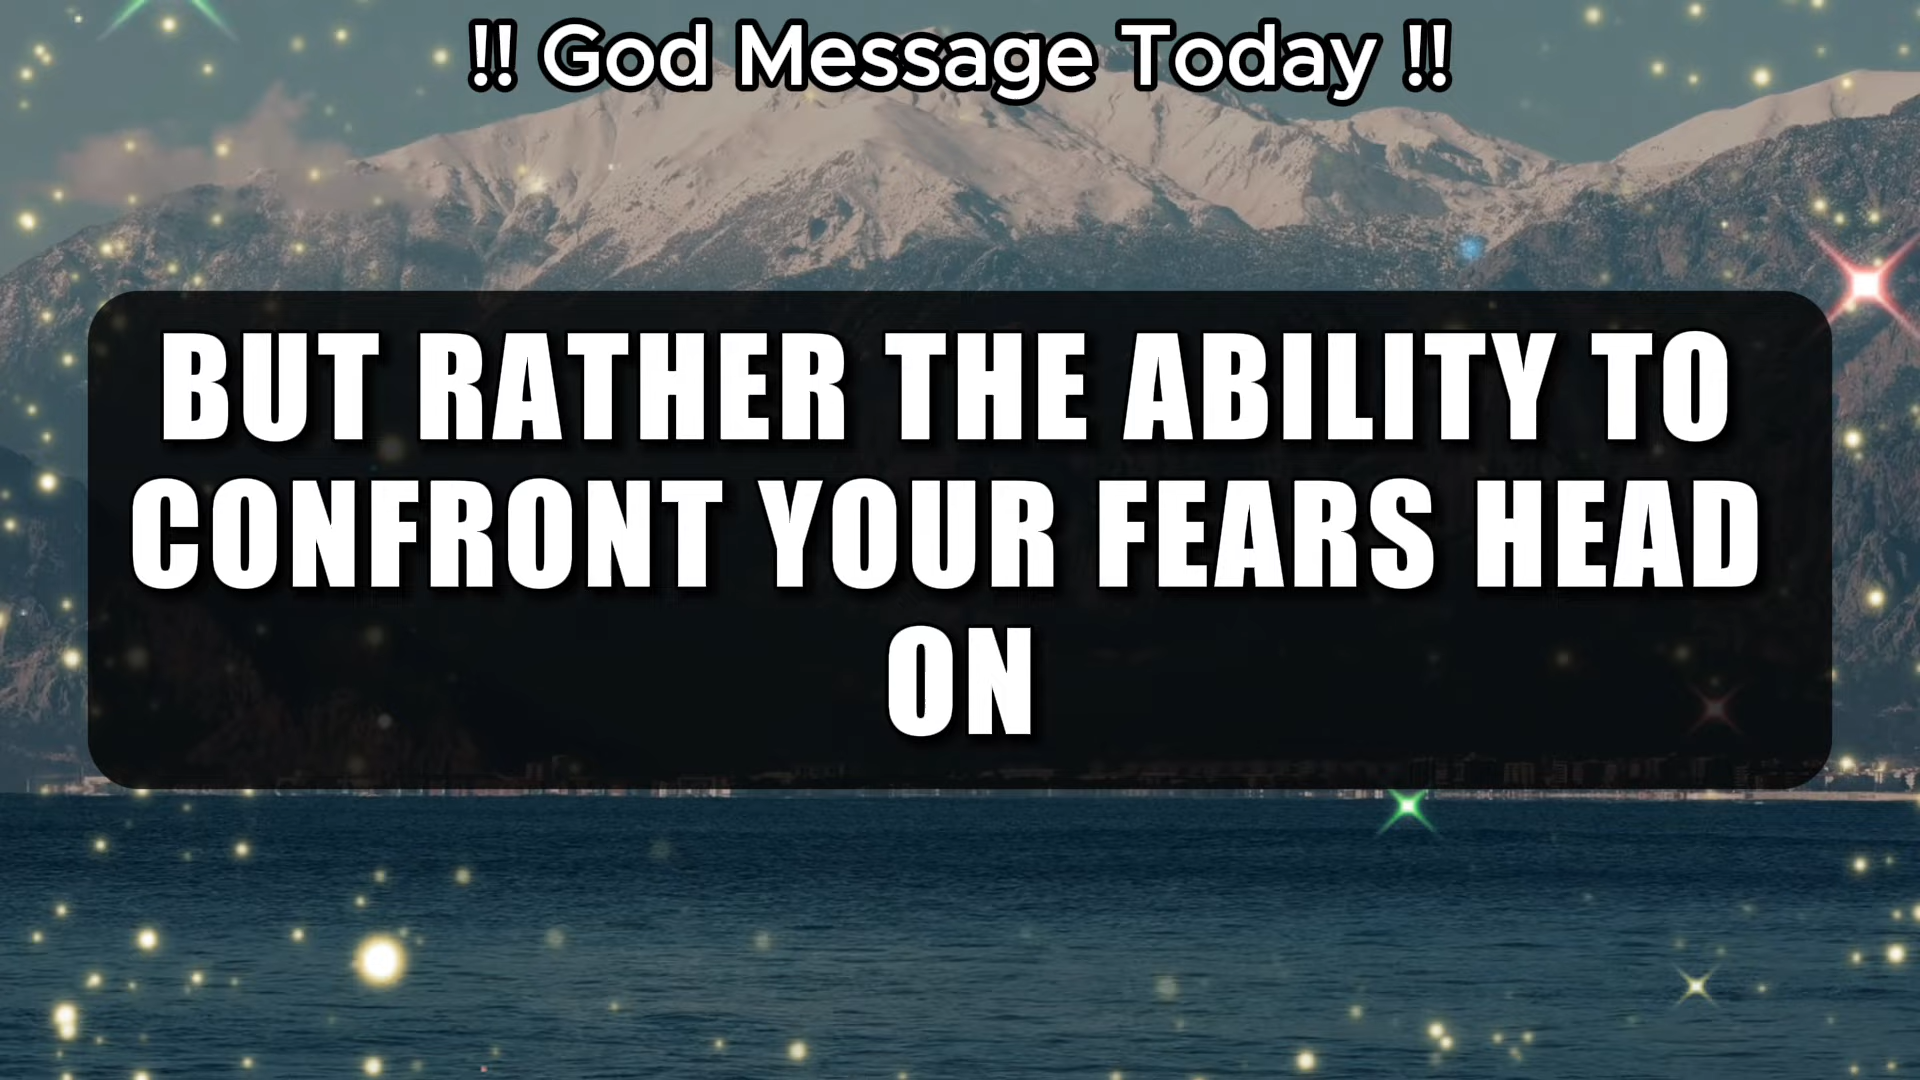 !! God Message Today !!
BUT RATHER THE ABILITY TO
CONFRONT YOUR FEARS HEAD
ON